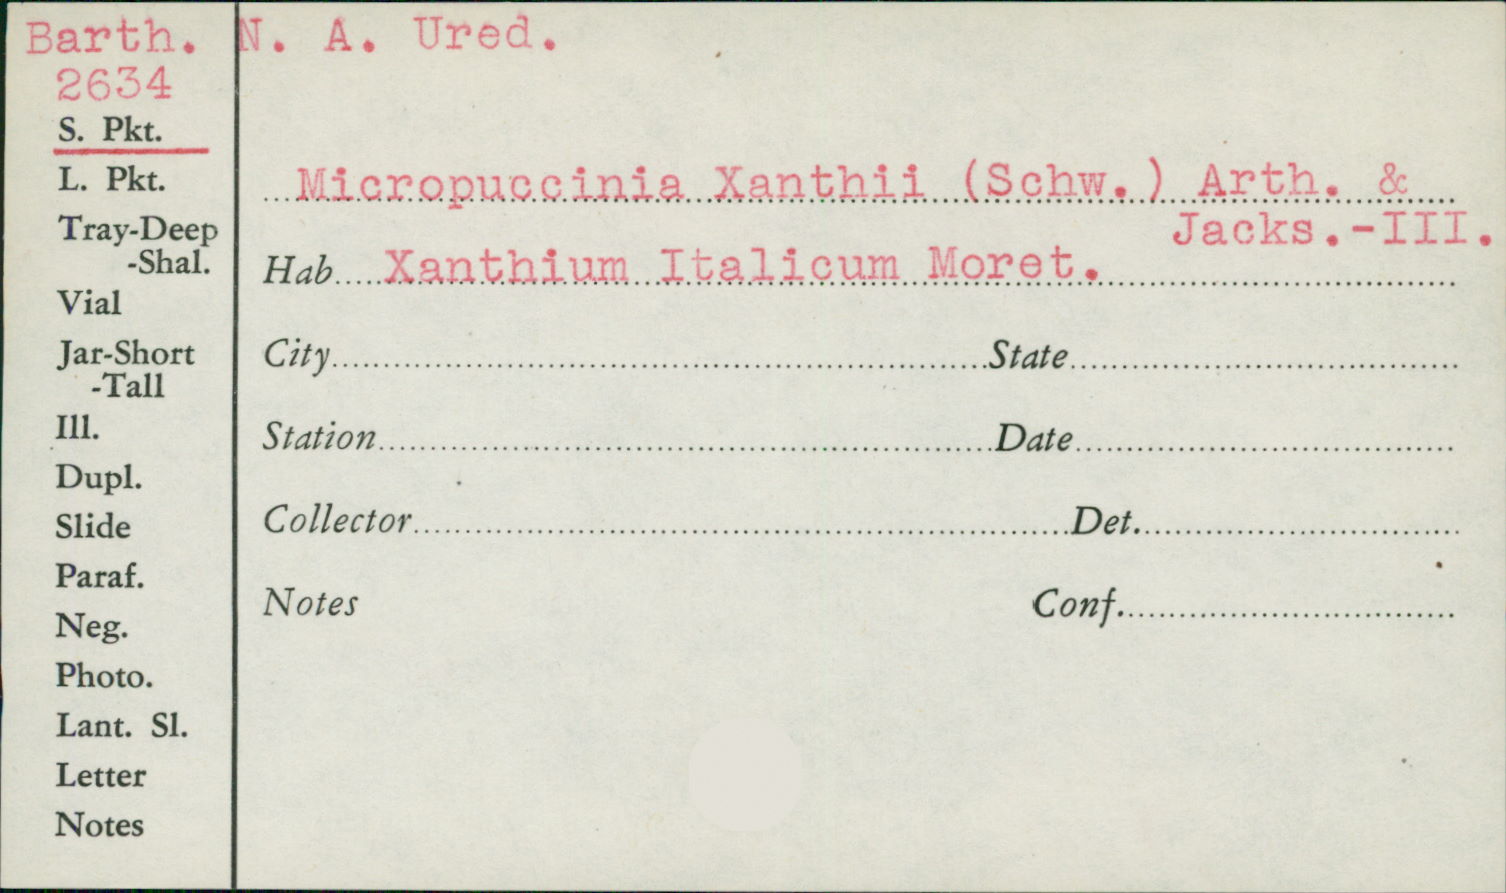 Barth. N. A. Ured.
2634
S. Pkt.
L. Pkt.
Tray-Deep
-Shal.
Vial
Jar-Short
-Tall
Ill.
Dupl.
Slide
Paraf.
Neg.
Photo.
Lant. Sl.
Letter
Notes
Micropuccinia Xanthii (Schw.) Arth. &
Jacks.-III.
Hab. Xanthium Italicum Moret.
City State
Station Date
Collector Det.
Notes Conf.